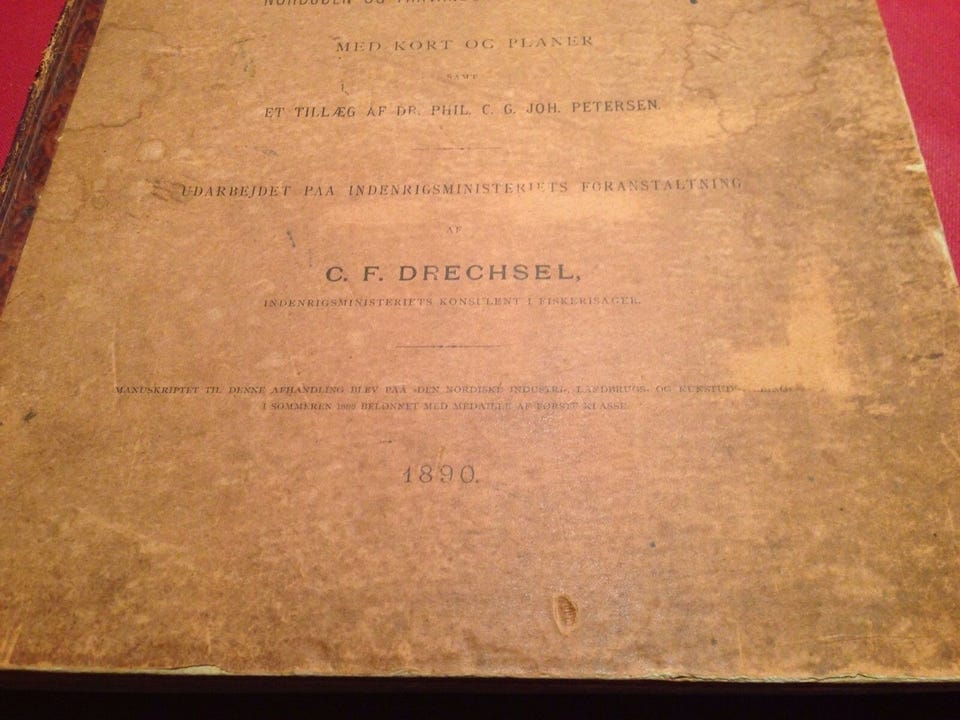 MED KORT OG PLANER
SAMT
ET TILLÆG AF DR. PHIL. C. G. JOH. PETERSEN.
UDARBEJDET PAA INDENRIGSMINISTERIETS FORANSTALTNING
AF
C. F. DRECHSEL,
INDENRIGSMINISTERIETS KONSULENT I FISKERISAGER.
MANUSKRIPTET TIL DENNE AFHANDLING BLEV PAA »DEN NORDISKE INDUSTRI-, LANDBRUGS- OG
I SOMMEREN 1888 BELØNNET MED MEDAILLE AF FØRSTE KLASSE.
1890.